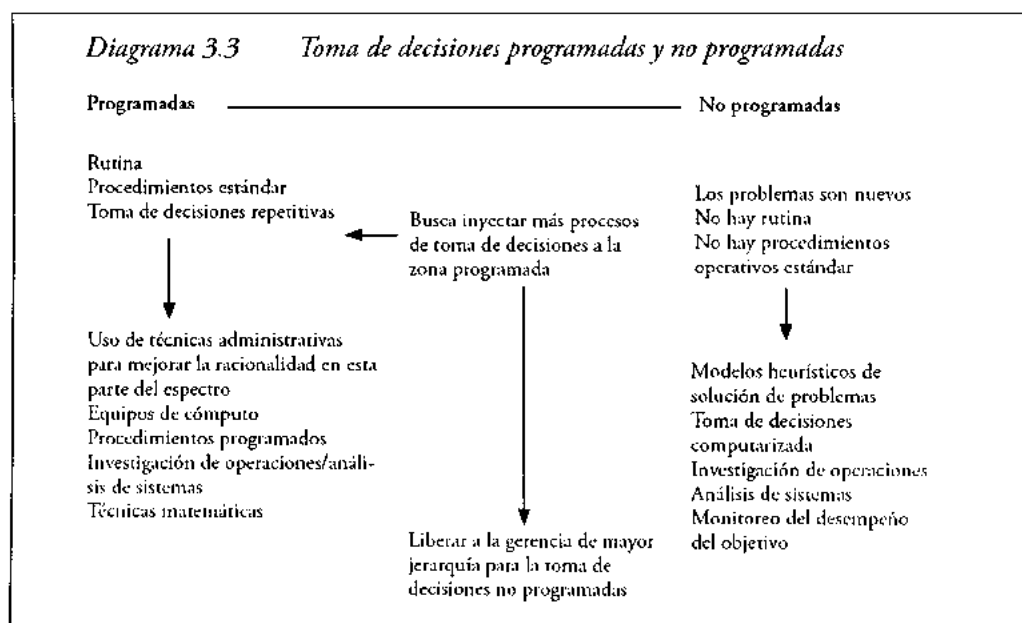 Diagrama 3.3 Toma de decisiones programadas y no programadas
Programadas No programadas
Rutina
Procedimientos estándar
Toma de decisiones repetitivas
Busca inyectar más procesos
de toma de decisiones a la
zona programada
Los problemas son nuevos
No hay rutina
No hay procedimientos
operativos estándar
Uso de técnicas administrativas
para mejorar la racionalidad en esta
parte del espectro
Equipos de cómputo
Procedimientos programados
Investigación de operaciones/análi-
sis de sistemas
Técnicas matemáticas
Liberar a la gerencia de mayor
jerarquía para la toma de
decisiones no programadas
Modelos heurísticos de
solución de problemas
Toma de decisiones
computarizada
Investigación de operaciones
Análisis de sistemas
Monitoreo del desempeño
del objetivo